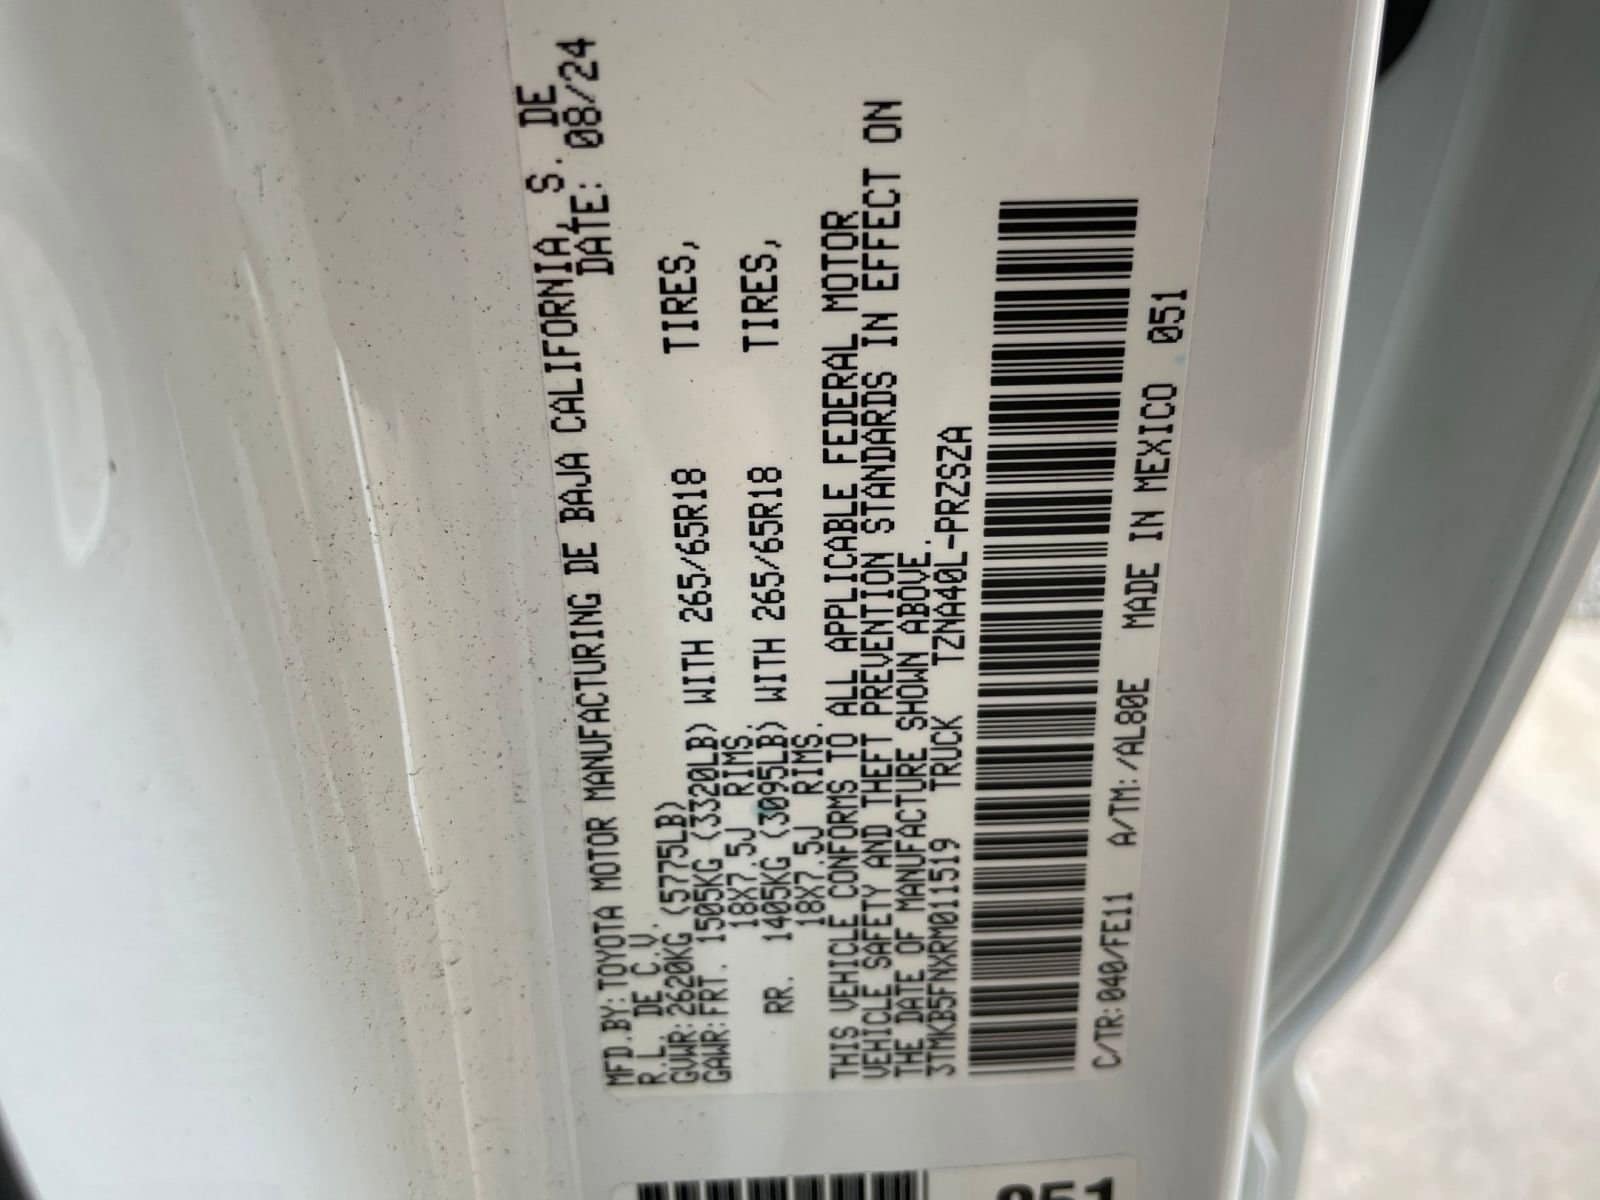 MFD.BY:TOYOTA MOTOR MANUFACTURING DE BAJA CALIFORNIA, S. DE
R.L. DE C.V. DATE: 08/24
GVWR:2620KG (5775LB)
GAWR:FRT. 1505KG (3320LB) WITH 265/65R18 TIRES,
18X7.5J RIMS.
RR. 1405KG (3095LB) WITH 265/65R18 TIRES,
18X7.5J RIMS.
THIS VEHICLE CONFORMS TO ALL APPLICABLE FEDERAL MOTOR
VEHICLE SAFETY AND THEFT PREVENTION STANDARDS IN EFFECT ON
THE DATE OF MANUFACTURE SHOWN ABOVE.
3TMKB5FNXRM011519 TRUCK TZNA40L-PRZSZA
C/TR:040/FE11 A/TM:/AL80E MADE IN MEXICO 051